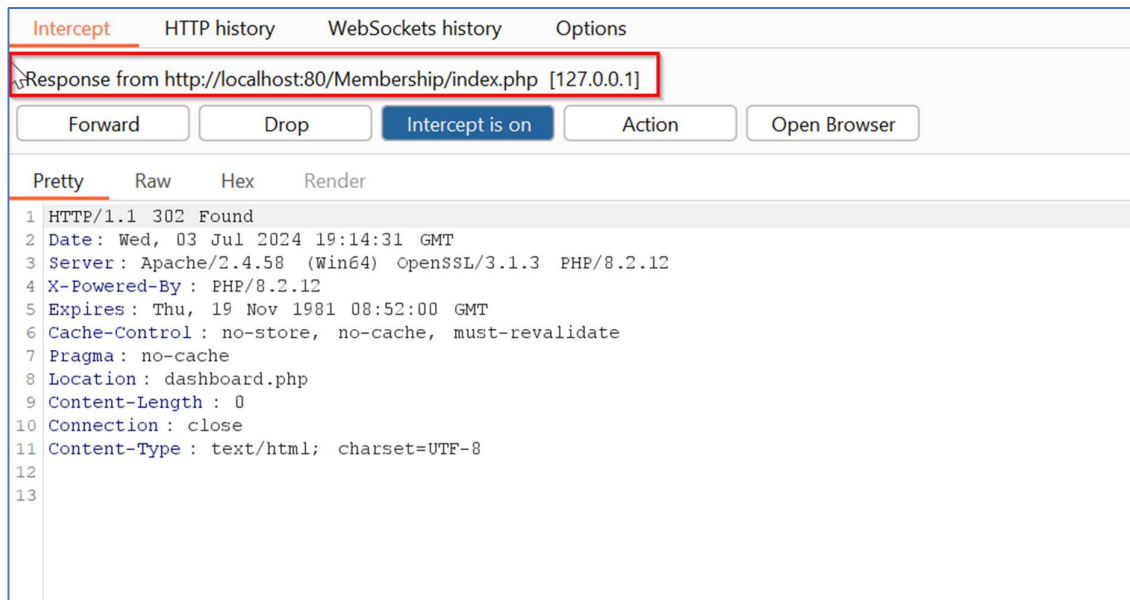 Intercept HTTP history WebSockets history Options
Response from http://localhost:80/Membership/index.php [127.0.0.1]
Forward Drop Intercept is on Action Open Browser
Pretty Raw Hex Render
1 HTTP/1.1 302 Found
2 Date: Wed, 03 Jul 2024 19:14:31 GMT
3 Server: Apache/2.4.58 (Win64) OpenSSL/3.1.3 PHP/8.2.12
4 X-Powered-By: PHP/8.2.12
5 Expires: Thu, 19 Nov 1981 08:52:00 GMT
6 Cache-Control: no-store, no-cache, must-revalidate
7 Pragma: no-cache
8 Location: dashboard.php
9 Content-Length: 0
10 Connection: close
11 Content-Type: text/html; charset=UTF-8
12
13